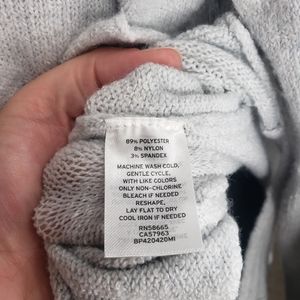 89% POLYESTER
8% NYLON
3% SPANDEX
MACHINE WASH COLD,
GENTLE CYCLE,
WITH LIKE COLORS
ONLY NON-CHLORINE
BLEACH IF NEEDED
RESHAPE,
LAY FLAT TO DRY
COOL IRON IF NEEDED
RN58665
CA57963
BP420420MI